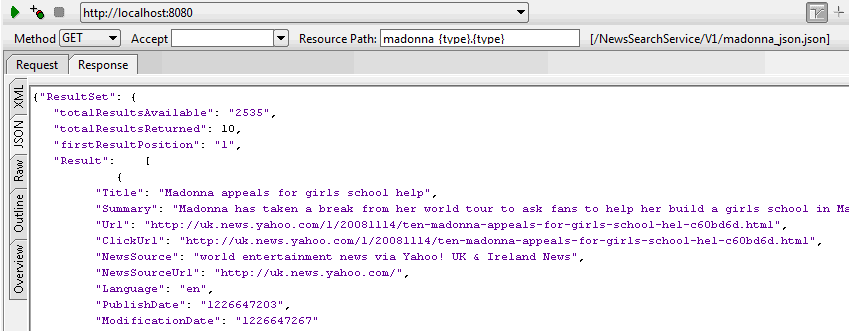 http://localhost:8080
Method GET Accept Resource Path: madonna_{type}.{type} [/NewsSearchService/V1/madonna_json.json]
Request Response
XML
JSON
Raw
Outline
Overview
{"ResultSet": {
"totalResultsAvailable": "2535",
"totalResultsReturned": 10,
"firstResultPosition": "1",
"Result": [
{
"Title": "Madonna appeals for girls school help",
"Summary": "Madonna has taken a break from her world tour to ask fans to help her build a girls school in Ma
"Url": "http://uk.news.yahoo.com/1/20081114/ten-madonna-appeals-for-girls-school-hel-c60bd6d.html",
"ClickUrl": "http://uk.news.yahoo.com/1/20081114/ten-madonna-appeals-for-girls-school-hel-c60bd6d.html",
"NewsSource": "world entertainment news via Yahoo! UK & Ireland News",
"NewsSourceUrl": "http://uk.news.yahoo.com/",
"Language": "en",
"PublishDate": "1226647203",
"ModificationDate": "1226647267"